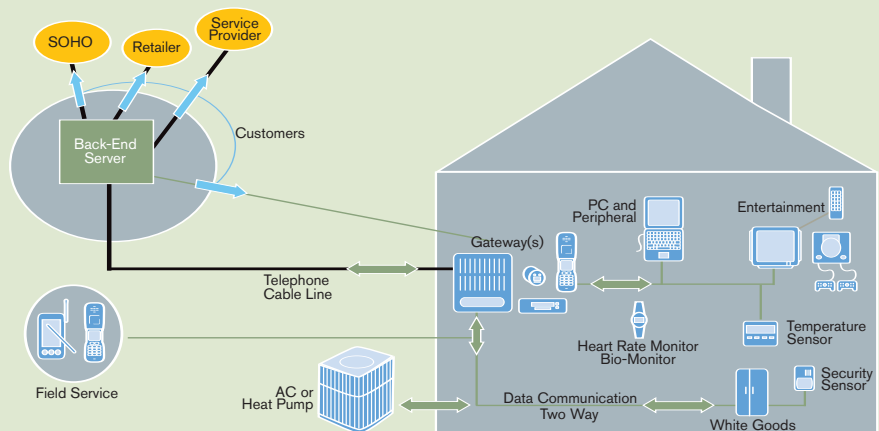 SOHO
Retailer
Service
Provider
Back-End
Server
Customers
PC and
Peripheral
Entertainment
Gateway(s)
Telephone
Cable Line
Heart Rate Monitor
Bio-Monitor
Temperature
Sensor
Field Service
AC or
Heat Pump
Data Communication
Two Way
Security
Sensor
White Goods